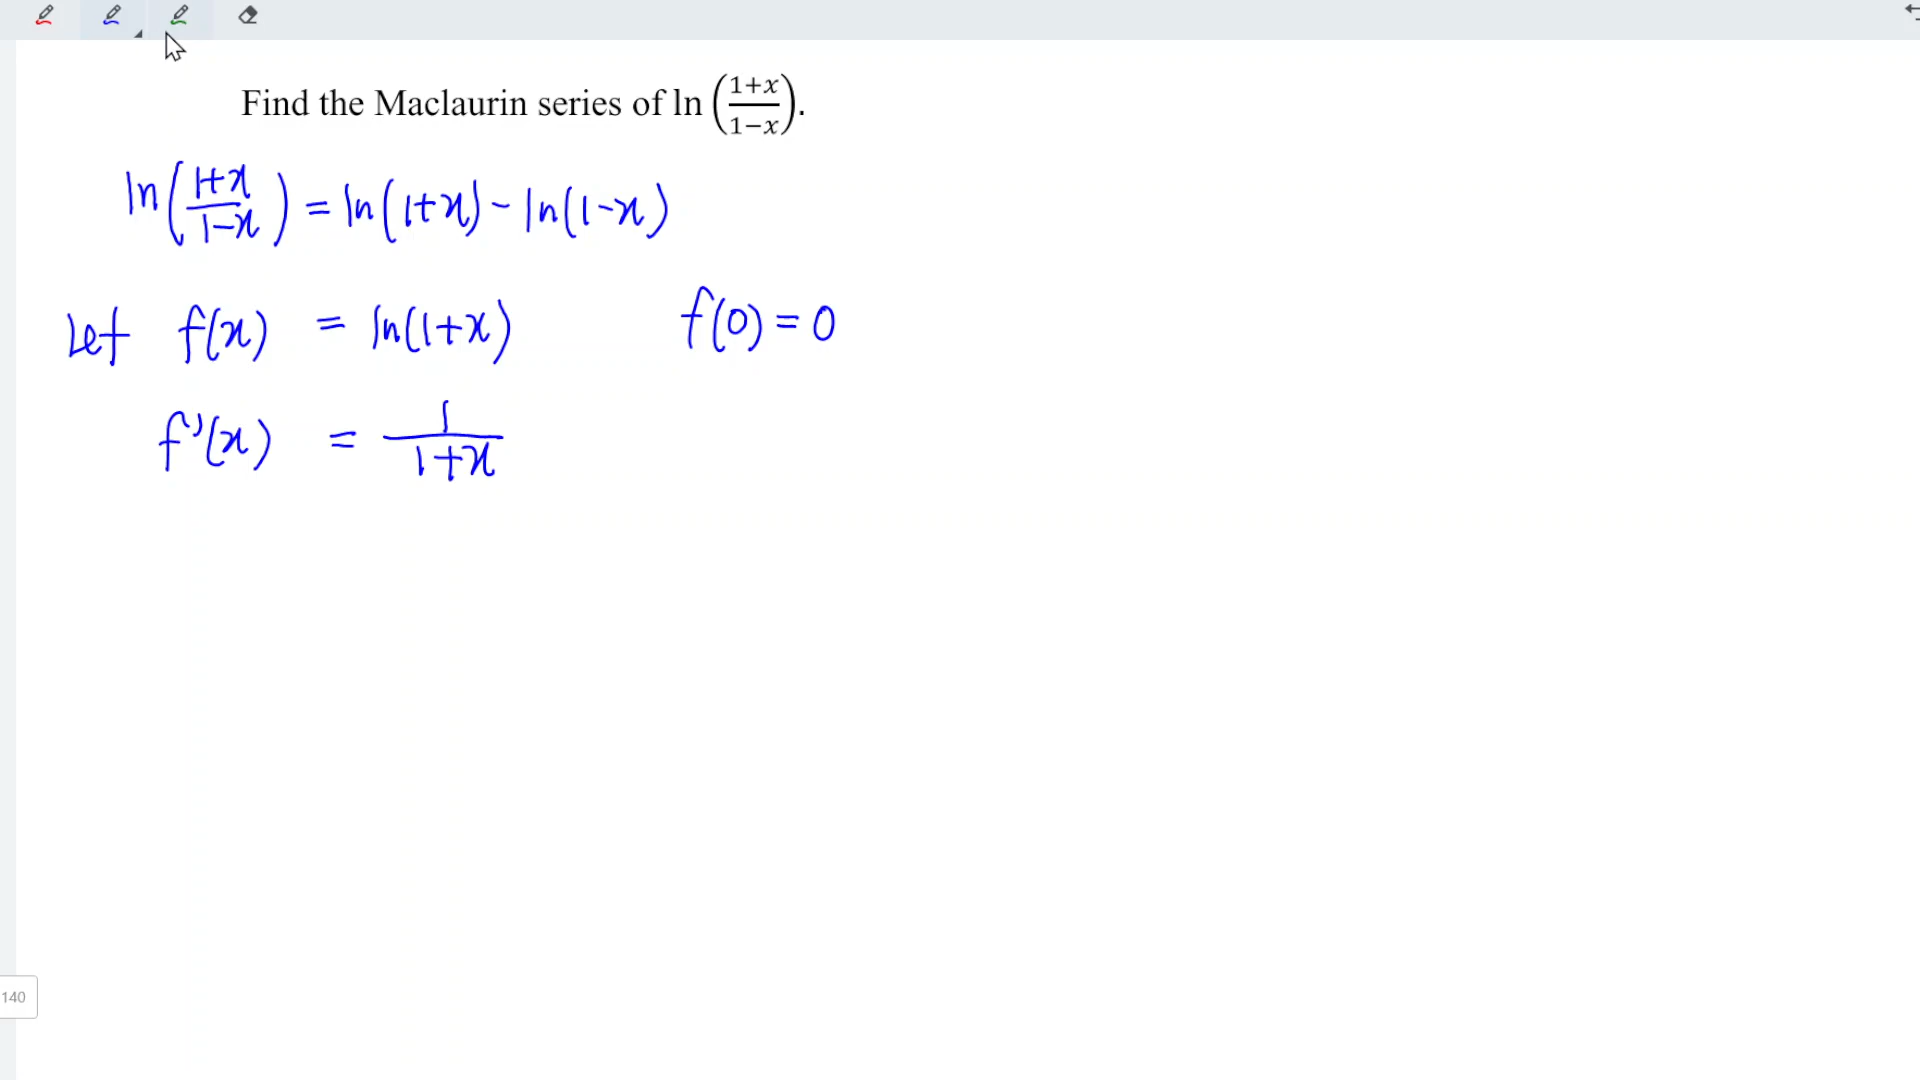 Find the Maclaurin series of ln (1+x / 1−x).
ln(1+x / 1−x) = ln(1+x) − ln(1−x)
Let f(x) = ln(1+x) f(0) = 0
f'(x) = 1 / 1+x
140